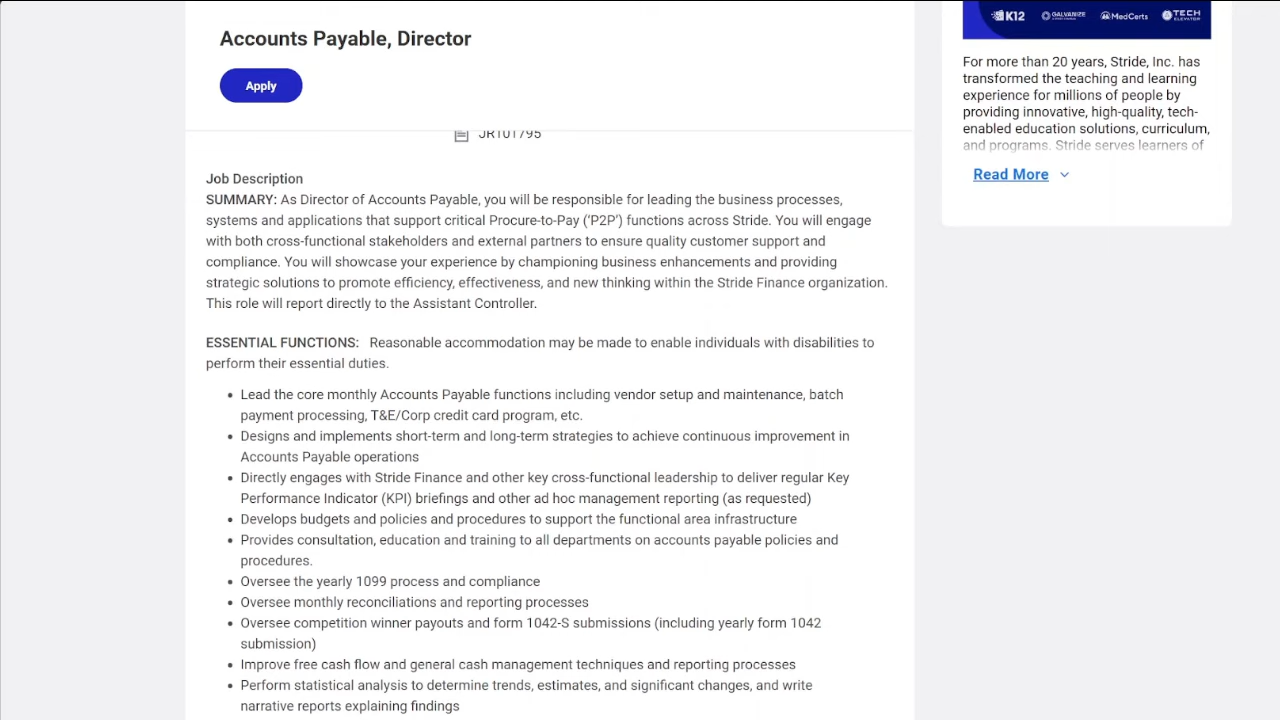 Accounts Payable, Director
Apply
JR101795
Job Description
SUMMARY: As Director of Accounts Payable, you will be responsible for leading the business processes,
systems and applications that support critical Procure-to-Pay (‘P2P’) functions across Stride. You will engage
with both cross-functional stakeholders and external partners to ensure quality customer support and
compliance. You will showcase your experience by championing business enhancements and providing
strategic solutions to promote efficiency, effectiveness, and new thinking within the Stride Finance organization.
This role will report directly to the Assistant Controller.
ESSENTIAL FUNCTIONS: Reasonable accommodation may be made to enable individuals with disabilities to
perform their essential duties.
• Lead the core monthly Accounts Payable functions including vendor setup and maintenance, batch
payment processing, T&E/Corp credit card program, etc.
• Designs and implements short-term and long-term strategies to achieve continuous improvement in
Accounts Payable operations
• Directly engages with Stride Finance and other key cross-functional leadership to deliver regular Key
Performance Indicator (KPI) briefings and other ad hoc management reporting (as requested)
• Develops budgets and policies and procedures to support the functional area infrastructure
• Provides consultation, education and training to all departments on accounts payable policies and
procedures.
• Oversee the yearly 1099 process and compliance
• Oversee monthly reconciliations and reporting processes
• Oversee competition winner payouts and form 1042-S submissions (including yearly form 1042
submission)
• Improve free cash flow and general cash management techniques and reporting processes
• Perform statistical analysis to determine trends, estimates, and significant changes, and write
narrative reports explaining findings
K12 GALVANIZE MedCerts TECH
ELEVATOR
For more than 20 years, Stride, Inc. has
transformed the teaching and learning
experience for millions of people by
providing innovative, high-quality, tech-
enabled education solutions, curriculum,
and programs. Stride serves learners of
Read More